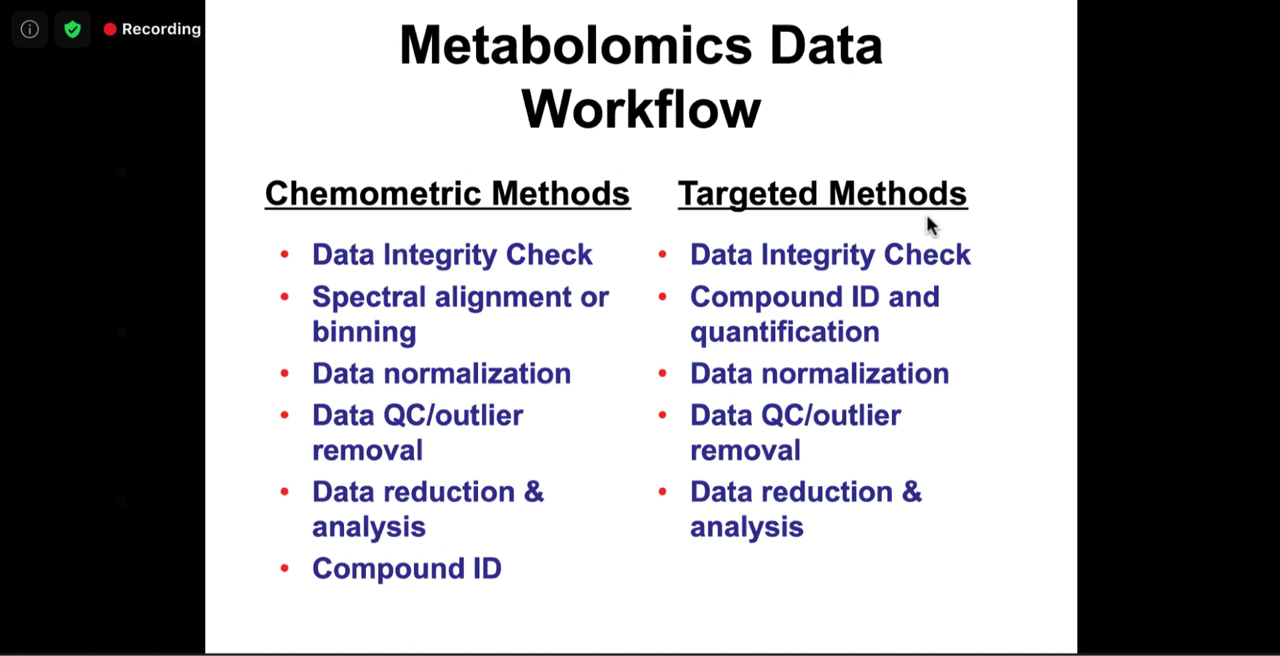 Recording
Metabolomics Data
Workflow
Chemometric Methods
Data Integrity Check
Spectral alignment or
binning
Data normalization
Data QC/outlier
removal
Data reduction &
analysis
Compound ID
Targeted Methods
Data Integrity Check
Compound ID and
quantification
Data normalization
Data QC/outlier
removal
Data reduction &
analysis